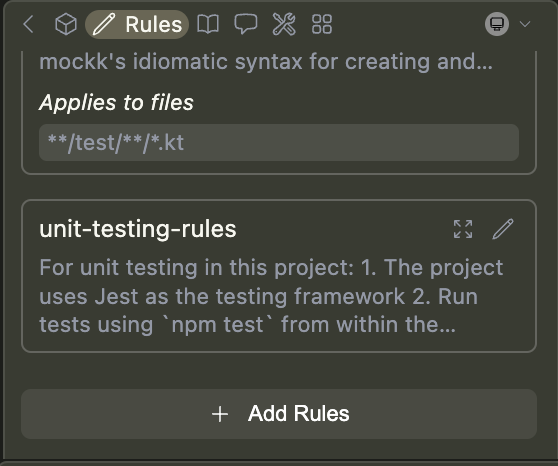 Rules
mockk's idiomatic syntax for creating and...
Applies to files
**/test/**/*.kt
unit-testing-rules
For unit testing in this project: 1. The project
uses Jest as the testing framework 2. Run
tests using `npm test` from within the...
+ Add Rules